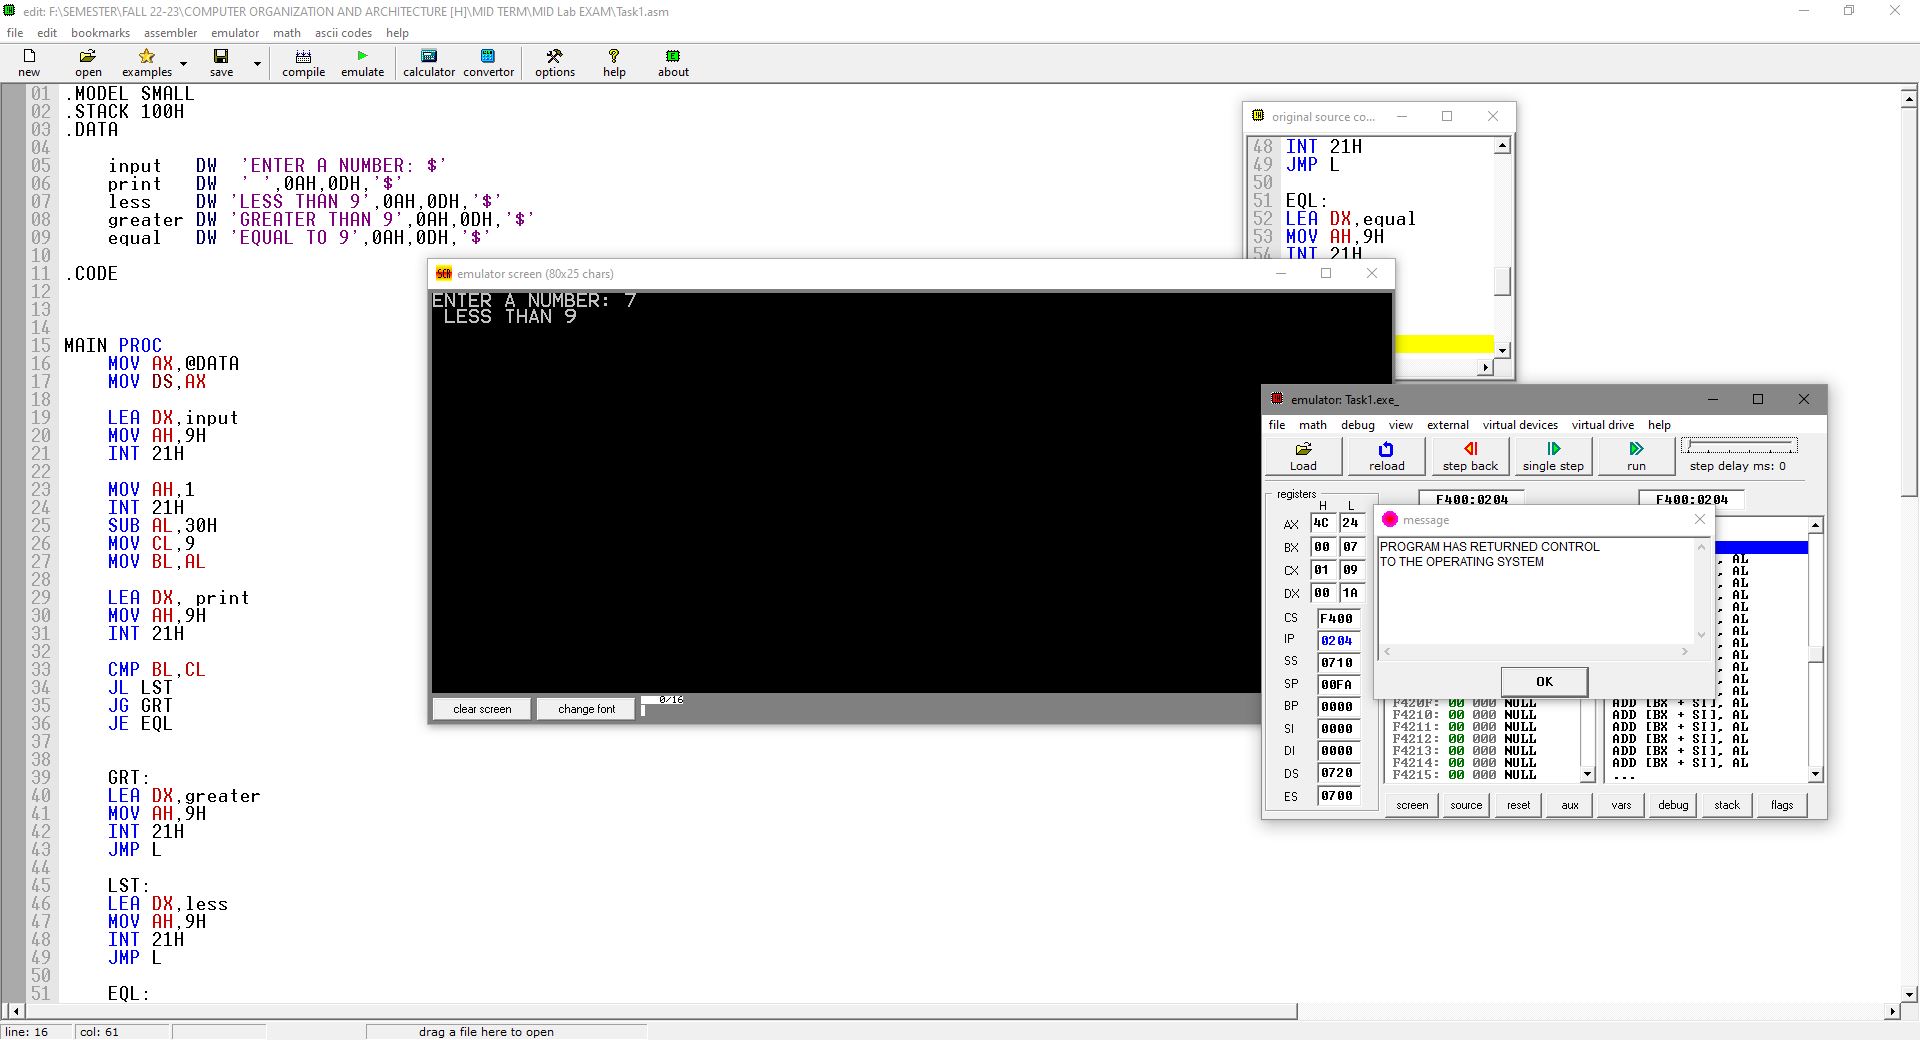 edit: F:\SEMESTER\FALL 22-23\COMPUTER ORGANIZATION AND ARCHITECTURE [H]\MID TERM\MID Lab EXAM\Task1.asm
file edit bookmarks assembler emulator math ascii codes help
new open examples save compile emulate calculator convertor options help about
01 .MODEL SMALL
02 .STACK 100H
03 .DATA
04
05 input DW 'ENTER A NUMBER: $'
06 print DW ' ',0AH,0DH,'$'
07 less DW 'LESS THAN 9',0AH,0DH,'$'
08 greater DW 'GREATER THAN 9',0AH,0DH,'$'
09 equal DW 'EQUAL TO 9',0AH,0DH,'$'
10
11 .CODE
12
13
14
15 MAIN PROC
16 MOV AX,@DATA
17 MOV DS,AX
18
19 LEA DX,input
20 MOV AH,9H
21 INT 21H
22
23 MOV AH,1
24 INT 21H
25 SUB AL,30H
26 MOV CL,9
27 MOV BL,AL
28
29 LEA DX, print
30 MOV AH,9H
31 INT 21H
32
33 CMP BL,CL
34 JL LST
35 JG GRT
36 JE EQL
37
38
39 GRT:
40 LEA DX,greater
41 MOV AH,9H
42 INT 21H
43 JMP L
44
45 LST:
46 LEA DX,less
47 MOV AH,9H
48 INT 21H
49 JMP L
50
51 EQL:
line: 16 col: 61 drag a file here to open
original source co...
48 INT 21H
49 JMP L
50
51 EQL:
52 LEA DX,equal
53 MOV AH,9H
54 INT 21H
emulator screen (80x25 chars)
ENTER A NUMBER: 7
LESS THAN 9
clear screen change font 0/16
emulator: Task1.exe_
file math debug view external virtual devices virtual drive help
Load reload step back single step run step delay ms: 0
registers F400:0204 F400:0204
H L
AX 4C 24
BX 00 07
CX 01 09
DX 00 1A
CS F400
IP 0204
SS 0710
SP 00FA
BP 0000
SI 0000
DI 0000
DS 0720
ES 0700
message
PROGRAM HAS RETURNED CONTROL
TO THE OPERATING SYSTEM
OK
, AL
, AL
, AL
, AL
, AL
, AL
, AL
, AL
, AL
, AL
, AL
, AL
F420F: 00 000 NULL ADD [BX + SI], AL
F4210: 00 000 NULL ADD [BX + SI], AL
F4211: 00 000 NULL ADD [BX + SI], AL
F4212: 00 000 NULL ADD [BX + SI], AL
F4213: 00 000 NULL ADD [BX + SI], AL
F4214: 00 000 NULL ADD [BX + SI], AL
F4215: 00 000 NULL ...
screen source reset aux vars debug stack flags